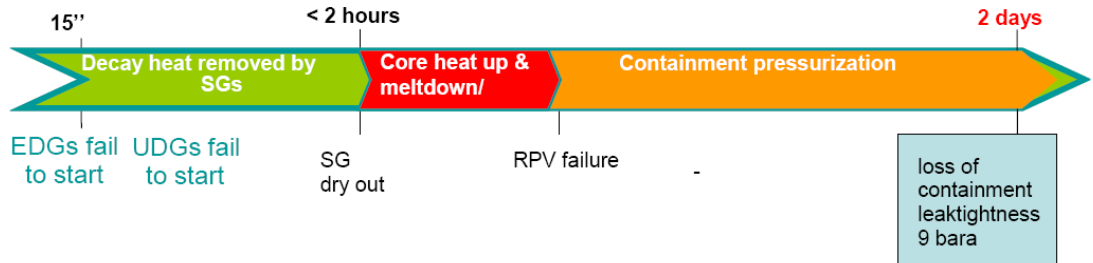 15’’
< 2 hours
2 days
Decay heat removed by
SGs
Core heat up &
meltdown/
Containment pressurization
EDGs fail
to start
UDGs fail
to start
SG
dry out
RPV failure
-
loss of
containment
leaktightness
9 bara